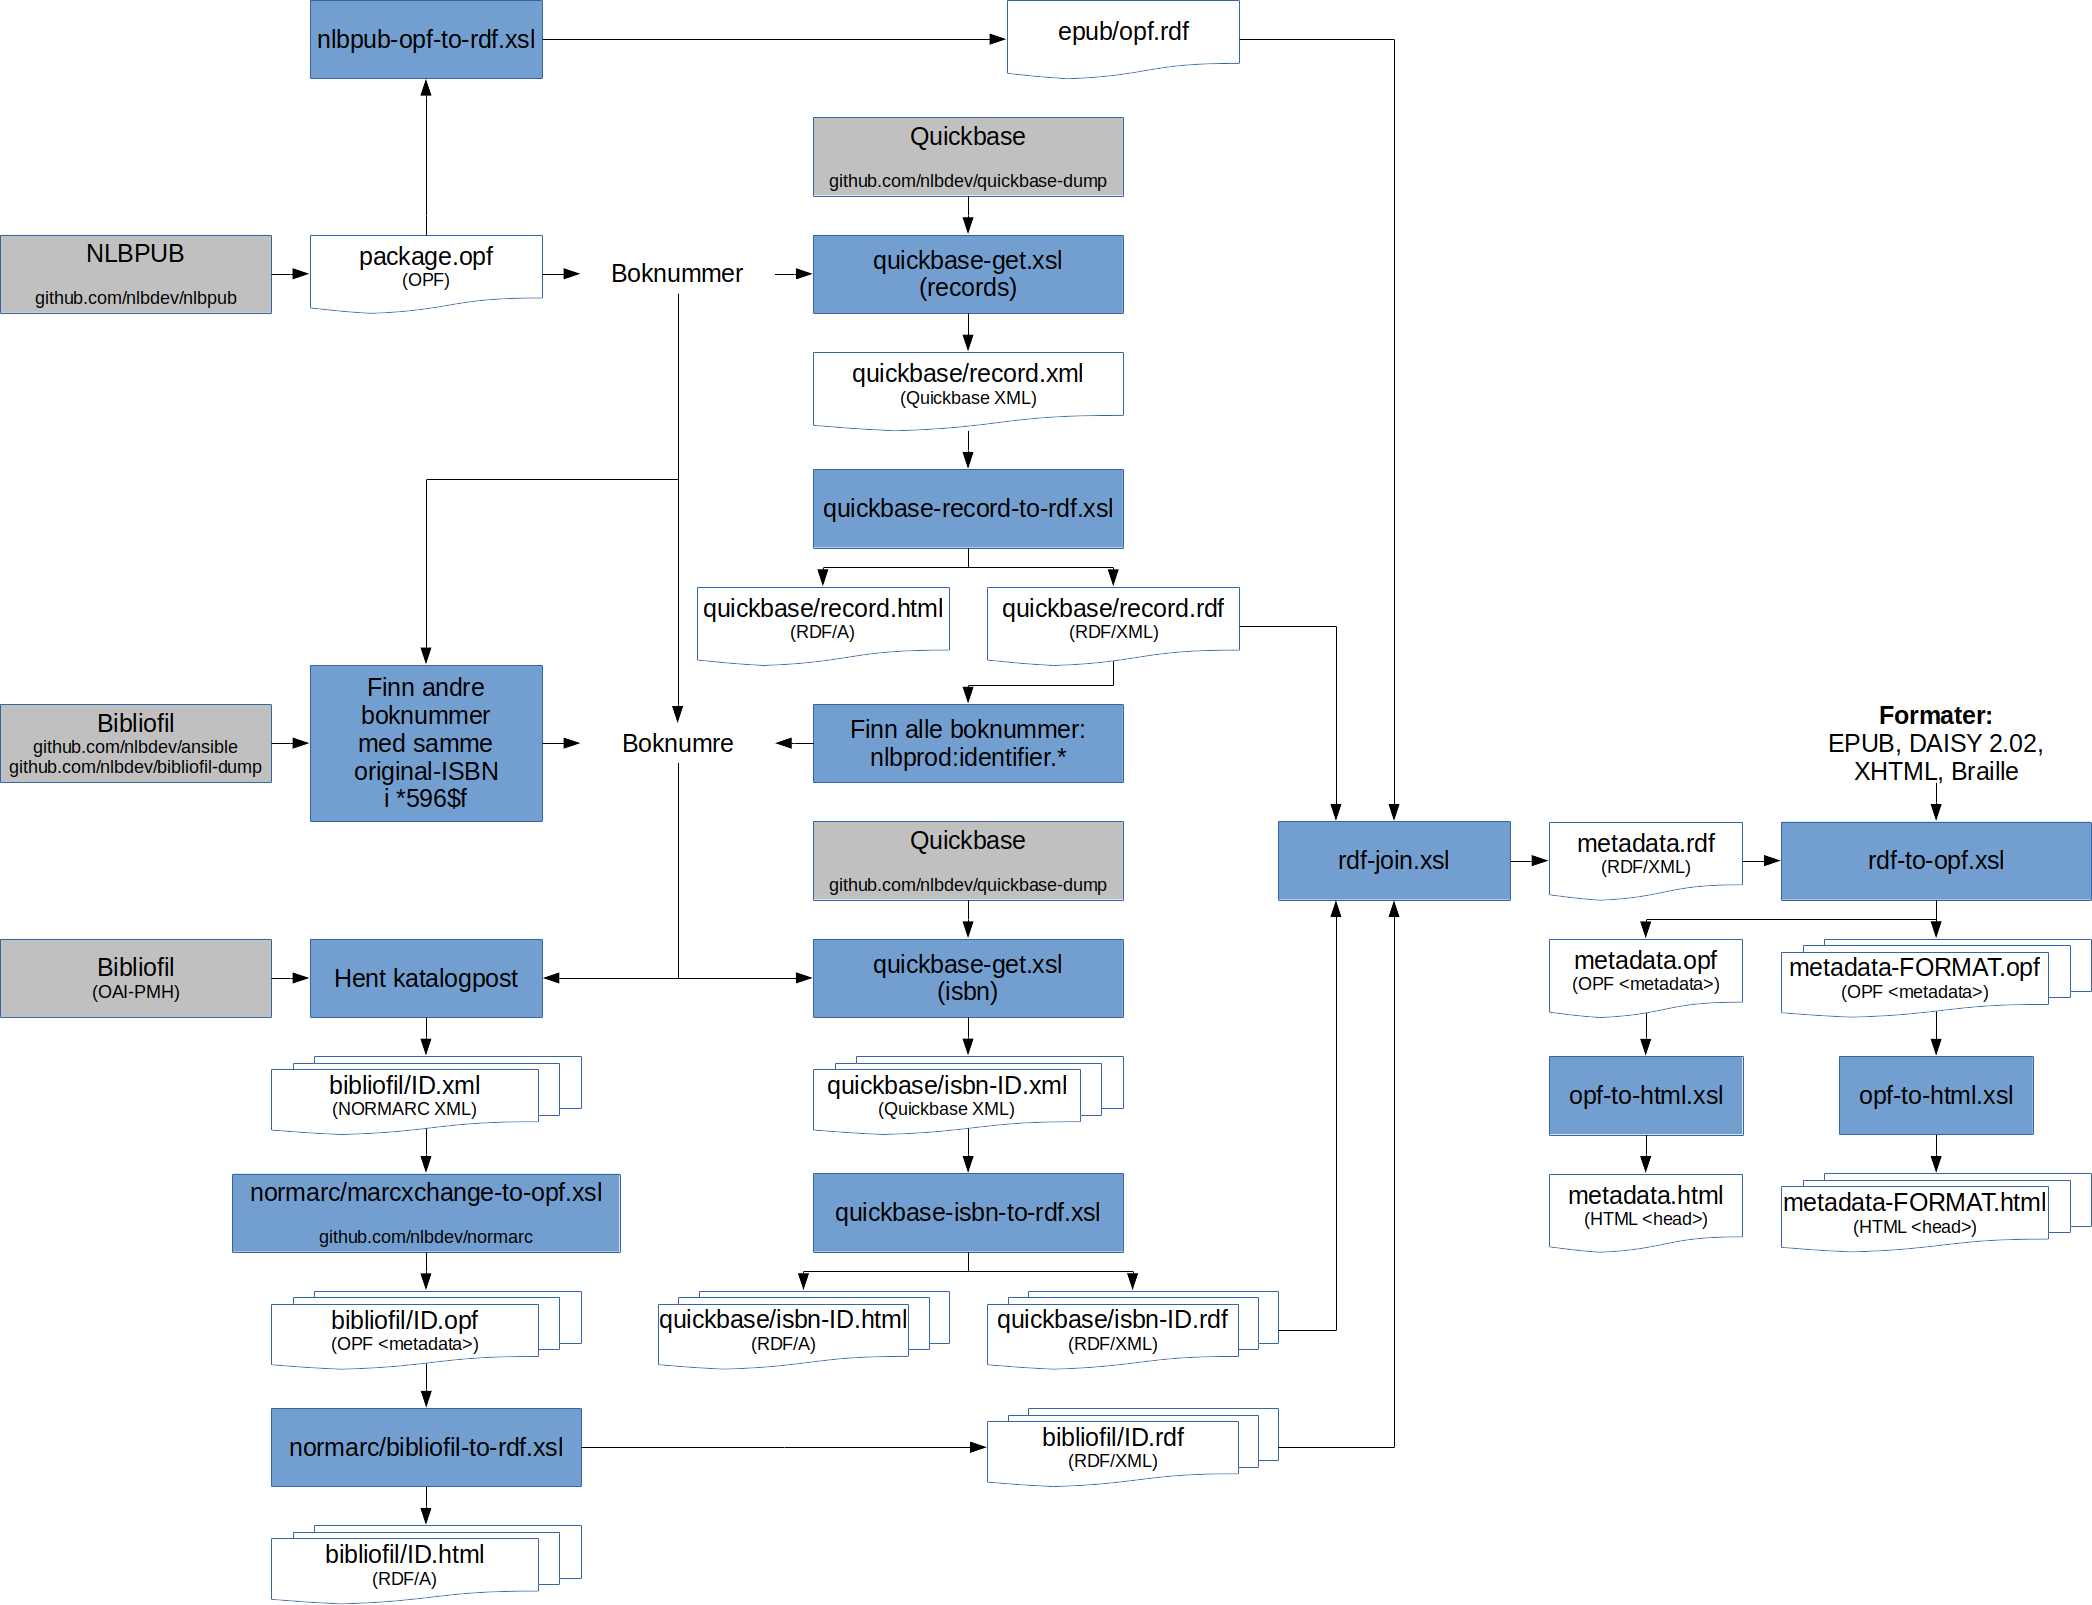 nlbpub-opf-to-rdf.xsl
epub/opf.rdf
Quickbase
github.com/nlbdev/quickbase-dump
NLBPUB
github.com/nlbdev/nlbpub
package.opf
(OPF)
Boknummer
quickbase-get.xsl
(records)
quickbase/record.xml
(Quickbase XML)
quickbase-record-to-rdf.xsl
quickbase/record.html
(RDF/A)
quickbase/record.rdf
(RDF/XML)
Bibliofil
github.com/nlbdev/ansible
github.com/nlbdev/bibliofil-dump
Finn andre
boknummer
med samme
original-ISBN
i *596$f
Boknumre
Finn alle boknummer:
nlbprod:identifier.*
Formater:
EPUB, DAISY 2.02,
XHTML, Braille
Quickbase
github.com/nlbdev/quickbase-dump
rdf-join.xsl
metadata.rdf
(RDF/XML)
rdf-to-opf.xsl
Bibliofil
(OAI-PMH)
Hent katalogpost
quickbase-get.xsl
(isbn)
metadata.opf
(OPF <metadata>)
metadata-FORMAT.opf
(OPF <metadata>)
bibliofil/ID.xml
(NORMARC XML)
quickbase/isbn-ID.xml
(Quickbase XML)
opf-to-html.xsl
opf-to-html.xsl
normarc/marcxchange-to-opf.xsl
github.com/nlbdev/normarc
quickbase-isbn-to-rdf.xsl
metadata.html
(HTML <head>)
metadata-FORMAT.html
(HTML <head>)
bibliofil/ID.opf
(OPF <metadata>)
quickbase/isbn-ID.html
(RDF/A)
quickbase/isbn-ID.rdf
(RDF/XML)
normarc/bibliofil-to-rdf.xsl
bibliofil/ID.rdf
(RDF/XML)
bibliofil/ID.html
(RDF/A)